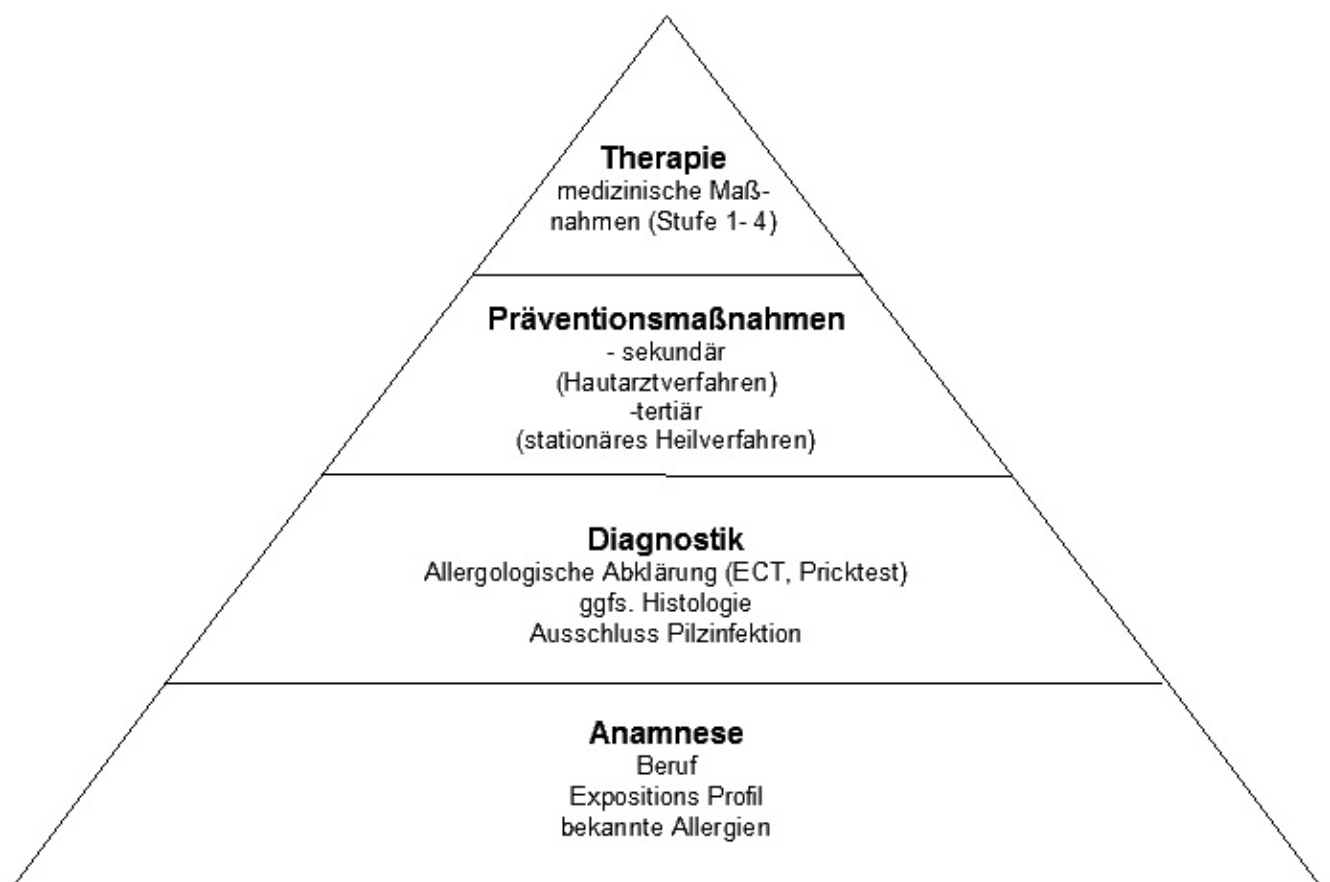 Therapie
medizinische Maß-
nahmen (Stufe 1- 4)
Präventionsmaßnahmen
- sekundär
(Hautarztverfahren)
-tertiär
(stationäres Heilverfahren)
Diagnostik
Allergologische Abklärung (ECT, Pricktest)
ggfs. Histologie
Ausschluss Pilzinfektion
Anamnese
Beruf
Expositions Profil
bekannte Allergien